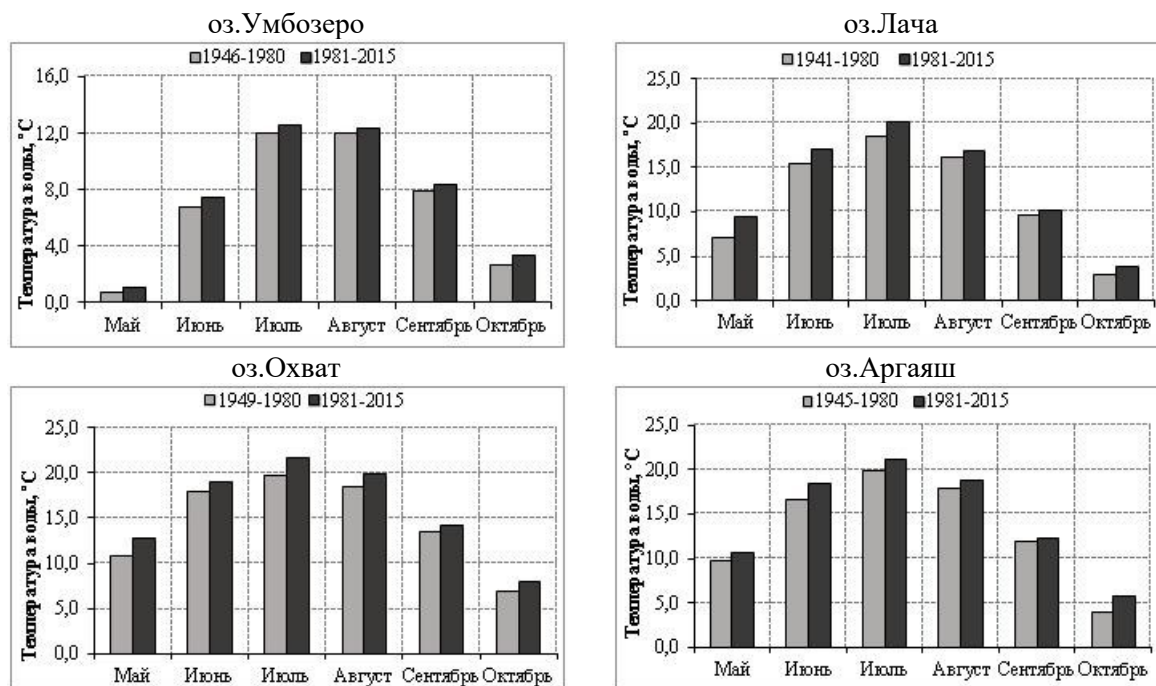 оз.Умбозеро
1946-1980 1981-2015
Температура воды, °С
16,0
12,0
8,0
4,0
0,0
Май Июнь Июль Август Сентябрь Октябрь
оз.Лача
1941-1980 1981-2015
Температура воды, °С
25,0
20,0
15,0
10,0
5,0
0,0
Май Июнь Июль Август Сентябрь Октябрь
оз.Охват
1949-1980 1981-2015
Температура воды, °С
25,0
20,0
15,0
10,0
5,0
0,0
Май Июнь Июль Август Сентябрь Октябрь
оз.Аргаяш
1945-1980 1981-2015
Температура воды, °С
25,0
20,0
15,0
10,0
5,0
0,0
Май Июнь Июль Август Сентябрь Октябрь